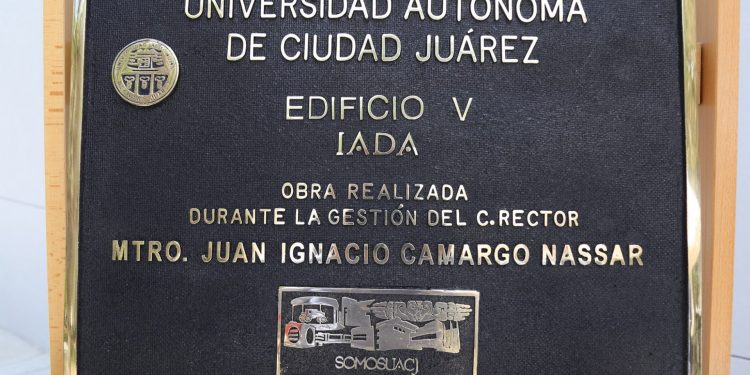 UNIVERSIDAD AUTÓNOMA
DE CIUDAD JUÁREZ
EDIFICIO V
IADA
OBRA REALIZADA
DURANTE LA GESTIÓN DEL C. RECTOR
MTRO. JUAN IGNACIO CAMARGO NASSAR
SOMOSUACJ